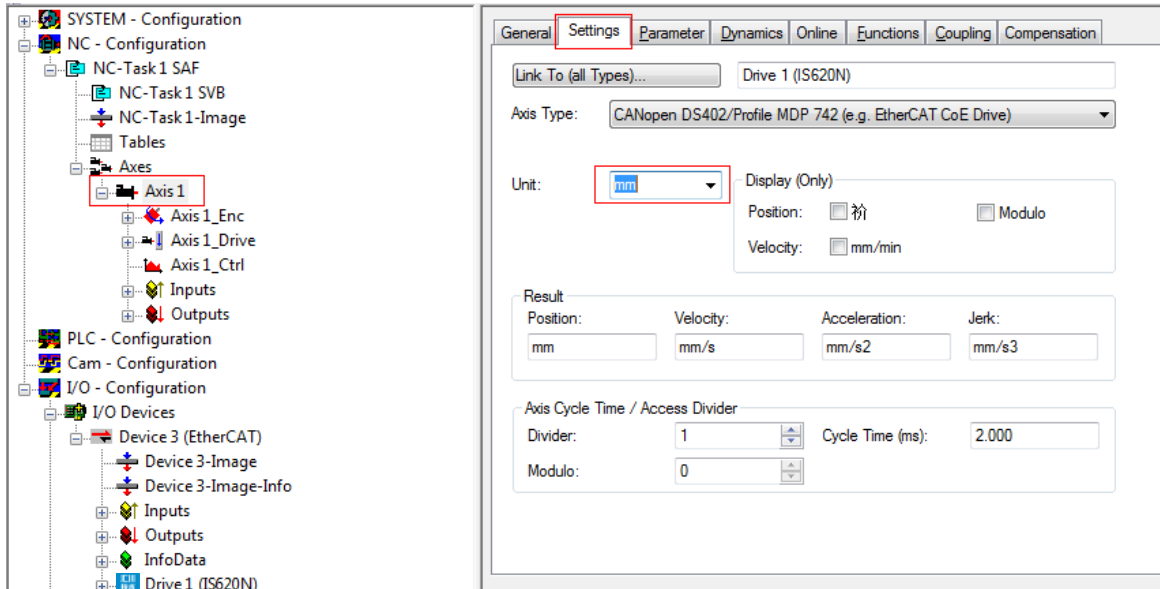 SYSTEM - Configuration
NC - Configuration
NC-Task 1 SAF
NC-Task 1 SVB
NC-Task 1-Image
Tables
Axes
Axis 1
Axis 1_Enc
Axis 1_Drive
Axis 1_Ctrl
Inputs
Outputs
PLC - Configuration
Cam - Configuration
I/O - Configuration
I/O Devices
Device 3 (EtherCAT)
Device 3-Image
Device 3-Image-Info
Inputs
Outputs
InfoData
Drive 1 (IS620N)
General Settings Parameter Dynamics Online Functions Coupling Compensation
Link To (all Types)... Drive 1 (IS620N)
Axis Type: CANopen DS402/Profile MDP 742 (e.g. EtherCAT CoE Drive)
Unit: mm
Display (Only)
Position: 祄 Modulo
Velocity: mm/min
Result
Position: Velocity: Acceleration: Jerk:
mm mm/s mm/s2 mm/s3
Axis Cycle Time / Access Divider
Divider: 1 Cycle Time (ms): 2.000
Modulo: 0